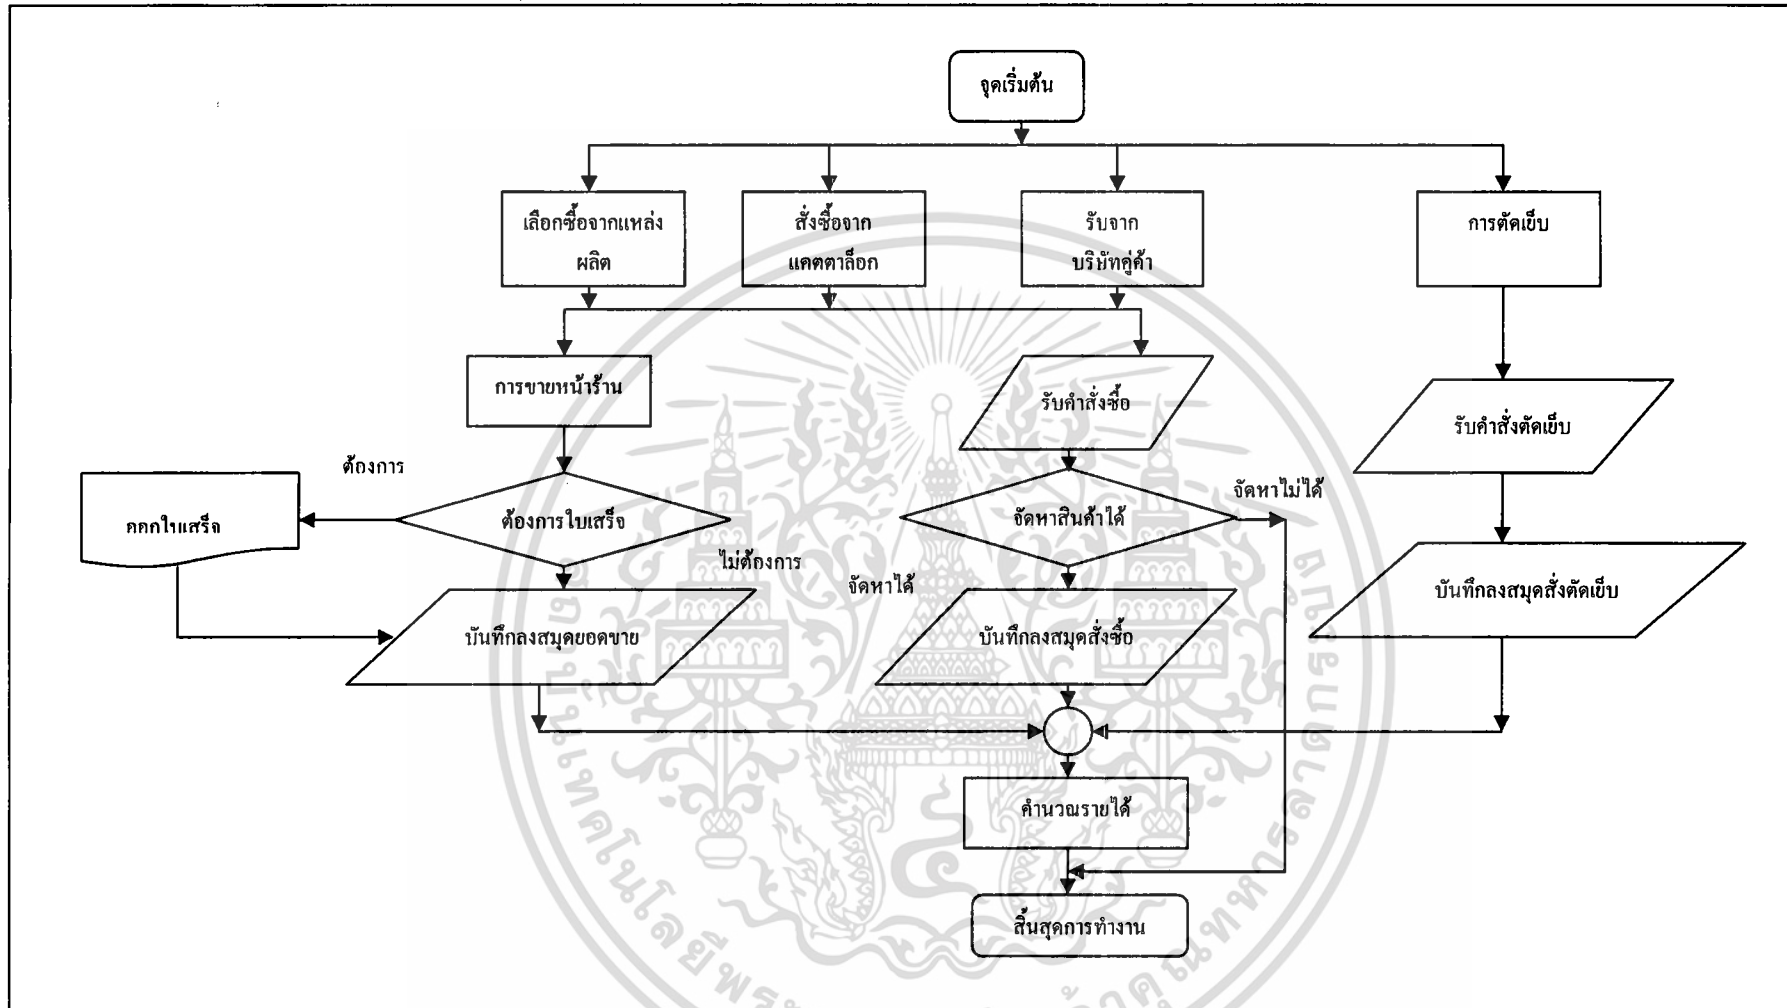 จุดเริ่มต้น
เลือกซื้อจากแหล่ง
ผลิต
สั่งซื้อจาก
แคตตาล็อก
รับจาก
บริษัทคู่ค้า
การตัดเย็บ
การขายหน้าร้าน
รับคำสั่งซื้อ
รับคำสั่งตัดเย็บ
ต้องการ
ออกใบเสร็จ
ต้องการใบเสร็จ
จัดหาสินค้าได้
จัดหาไม่ได้
ไม่ต้องการ
จัดหาได้
บันทึกลงสมุดสั่งตัดเย็บ
บันทึกลงสมุดยอดขาย
บันทึกลงสมุดสั่งซื้อ
คำนวณรายได้
สิ้นสุดการทำงาน